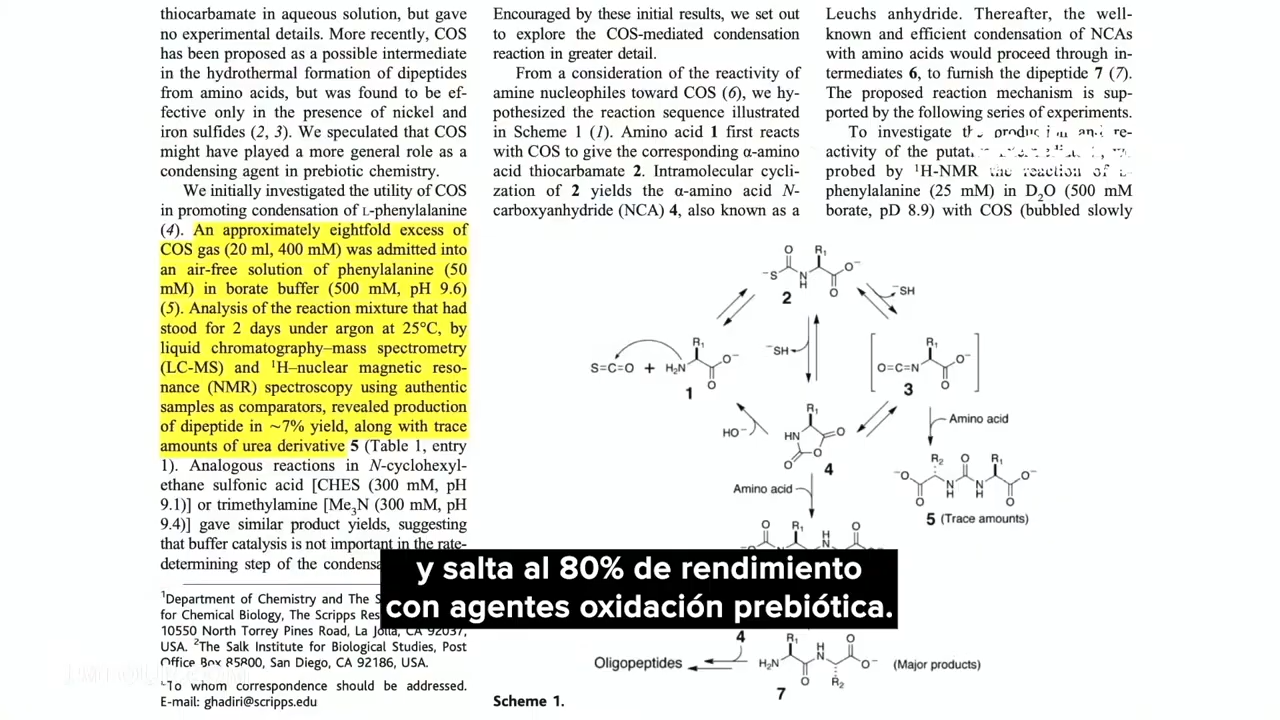 thiocarbamate in aqueous solution, but gave
no experimental details. More recently, COS
has been proposed as a possible intermediate
in the hydrothermal formation of dipeptides
from amino acids, but was found to be ef-
fective only in the presence of nickel and
iron sulfides (2, 3). We speculated that COS
might have played a more general role as a
condensing agent in prebiotic chemistry.
We initially investigated the utility of COS
in promoting condensation of L-phenylalanine
(4). An approximately eightfold excess of
COS gas (20 ml, 400 mM) was admitted into
an air-free solution of phenylalanine (50
mM) in borate buffer (500 mM, pH 9.6)
(5). Analysis of the reaction mixture that had
stood for 2 days under argon at 25°C, by
liquid chromatography–mass spectrometry
(LC-MS) and ¹H–nuclear magnetic reso-
nance (NMR) spectroscopy using authentic
samples as comparators, revealed production
of dipeptide in ~7% yield, along with trace
amounts of urea derivative 5 (Table 1, entry
1). Analogous reactions in N-cyclohexyl-
ethane sulfonic acid [CHES (300 mM, pH
9.1)] or trimethylamine [Me₃N (300 mM, pH
9.4)] gave similar product yields, suggesting
that buffer catalysis is not important in the rate-
determining step of the
¹Department of Chemistry and The
for Chemical Biology, The Scripps
10550 North Torrey Pines Road, La Jolla, CA 92037,
USA. ²The Salk Institute for Biological Studies, Post
Office Box 85800, San Diego, CA 92186, USA.
*To whom correspondence should be addressed.
E-mail: ghadiri@scripps.edu
Encouraged by these initial results, we set out
to explore the COS-mediated condensation
reaction in greater detail.
From a consideration of the reactivity of
amine nucleophiles toward COS (6), we hy-
pothesized the reaction sequence illustrated
in Scheme 1 (1). Amino acid 1 first reacts
with COS to give the corresponding α-amino
acid thiocarbamate 2. Intramolecular cycli-
zation of 2 yields the α-amino acid N-
carboxyanhydride (NCA) 4, also known as a
Leuchs anhydride. Thereafter, the well-
known and efficient condensation of NCAs
with amino acids would proceed through in-
termediates 6, to furnish the dipeptide 7 (7).
The proposed reaction mechanism is sup-
ported by the following series of experiments.
To investigate the production and re-
activity of the
probed by ¹H-NMR the reaction of L-
phenylalanine (25 mM) in D₂O (500 mM
borate, pD 8.9) with COS (bubbled slowly
O R₁
⁻S N H O O⁻
2
⁻SH
S=C=O + H₂N R₁ O⁻ O
1
⁻SH
O=C=N R₁ O⁻ O
3
HO⁻
R₁ HN O O O
4
Amino acid
Amino acid
⁻O R₂ O R₁ O⁻
O N H N H O
5 (Trace amounts)
O R₁ H O
y salta al 80% de rendimiento
con agentes oxidación prebiótica.
4
Oligopeptides
H₂N R₁ H N O O⁻ O R₂
(Major products)
7
Scheme 1.